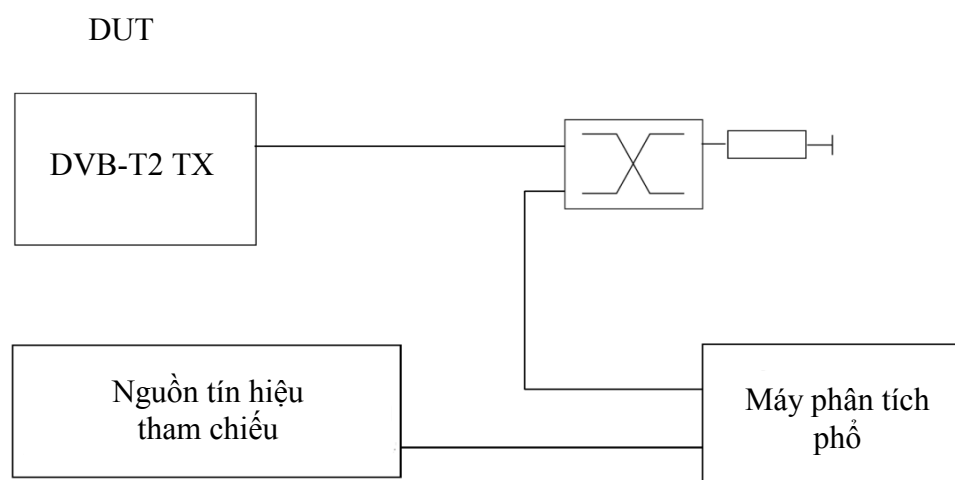 DUT
DVB-T2 TX
Nguồn tín hiệu
tham chiếu
Máy phân tích
phổ